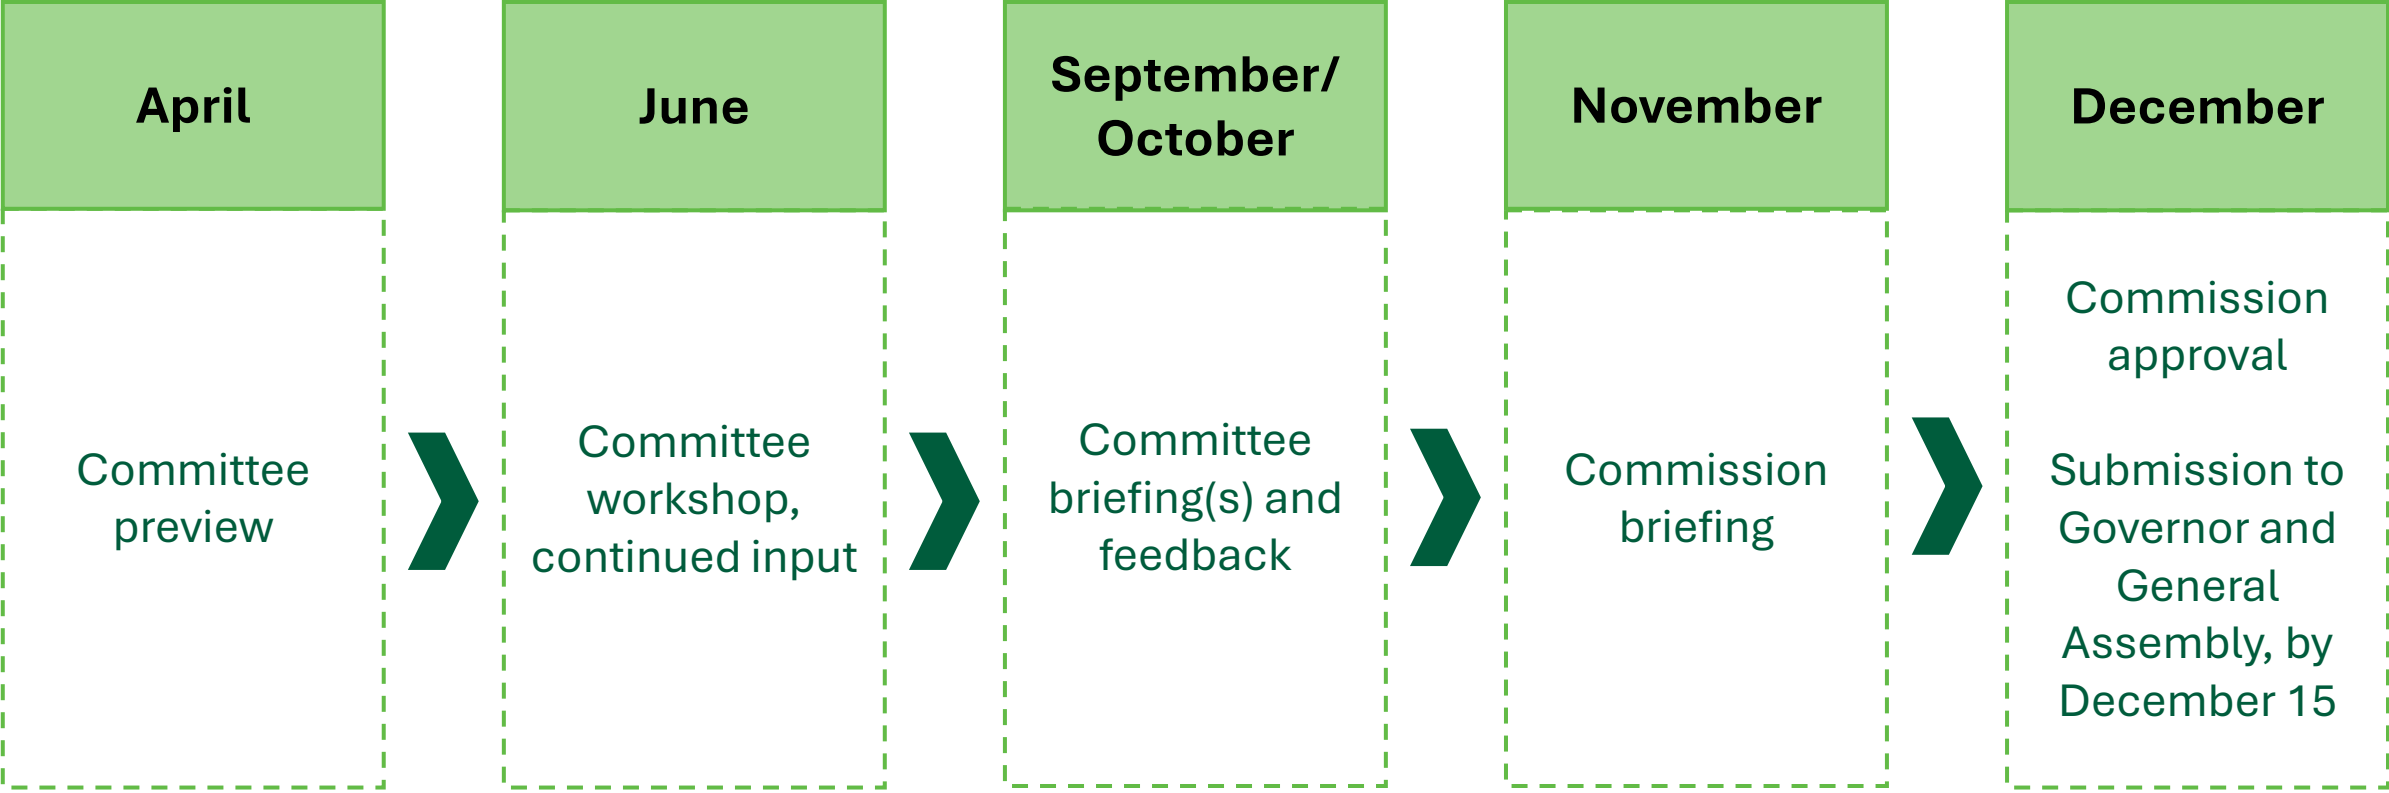 April
Committee
preview
June
Committee
workshop,
continued input
September/
October
Committee
briefing(s) and
feedback
November
Commission
briefing
December
Commission
approval
Submission to
Governor and
General
Assembly, by
December 15